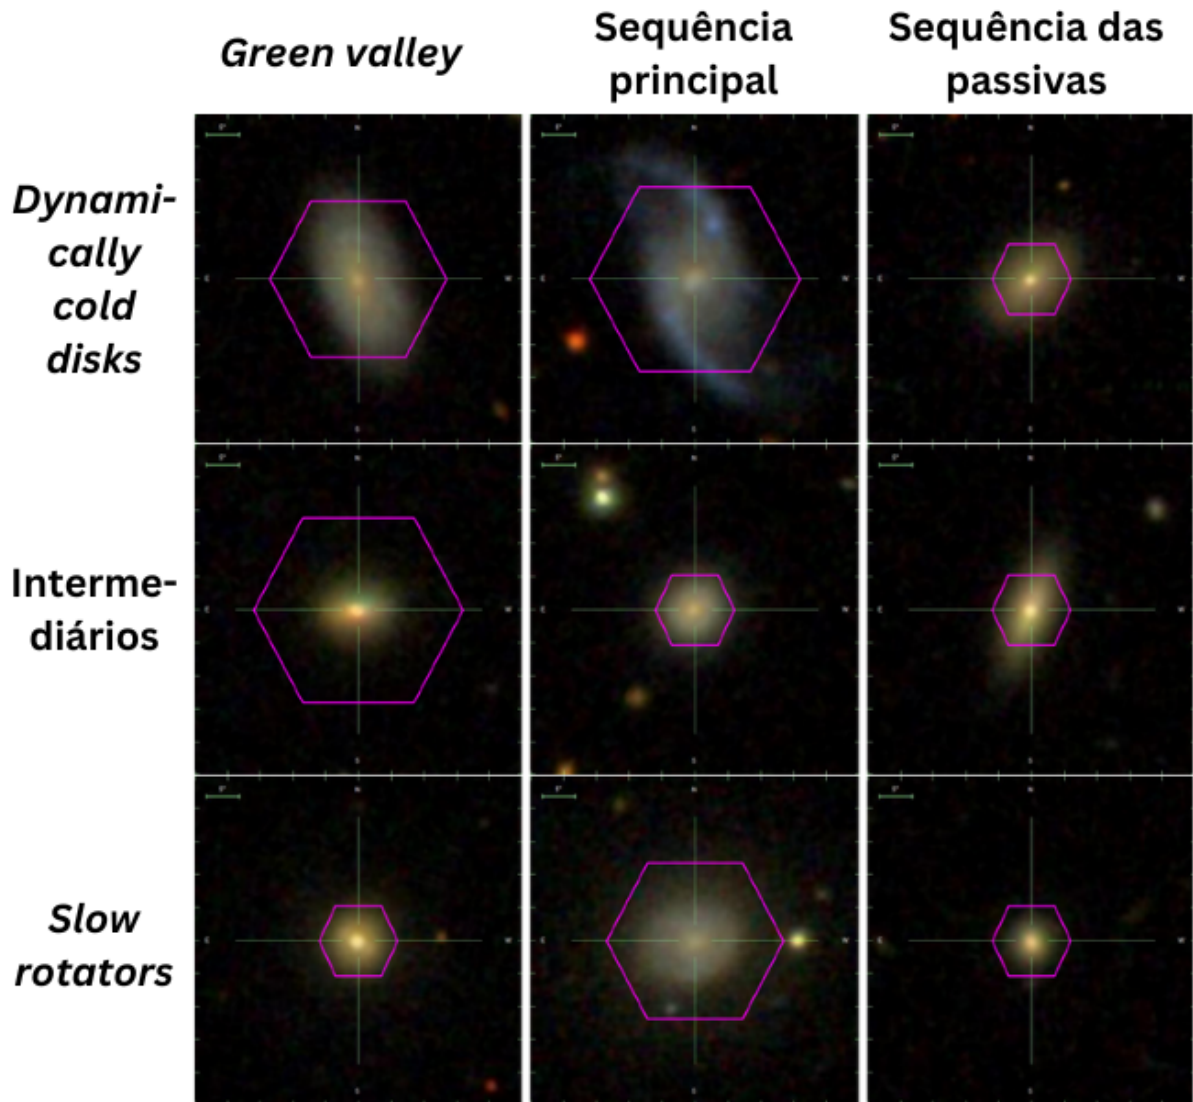 Green valley
Sequência
principal
Sequência das
passivas
Dynami-
cally
cold
disks
Interme-
diários
Slow
rotators